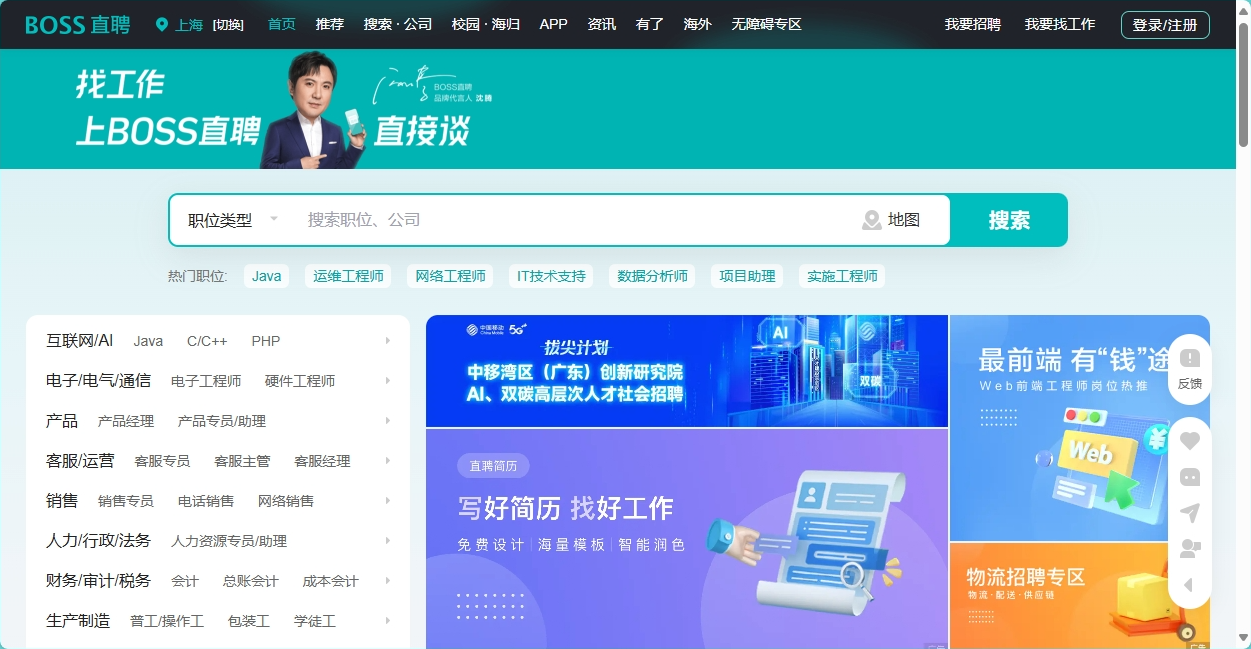 BOSS 直聘 上海 [切换] 首页 推荐 搜索 · 公司 校园 · 海归 APP 资讯 有了 海外 无障碍专区 我要招聘 我要找工作 登录/注册
找工作
上BOSS直聘 直接谈
BOSS直聘
品牌代言人 沈腾
职位类型 搜索职位、公司 地图 搜索
热门职位: Java 运维工程师 网络工程师 IT技术支持 数据分析师 项目助理 实施工程师
互联网/AI Java C/C++ PHP
电子/电气/通信 电子工程师 硬件工程师
产品 产品经理 产品专员/助理
客服/运营 客服专员 客服主管 客服经理
销售 销售专员 电话销售 网络销售
人力/行政/法务 人力资源专员/助理
财务/审计/税务 会计 总账会计 成本会计
生产制造 普工/操作工 包装工 学徒工
中国移动 5G+
China Mobile
拔尖计划
中移湾区（广东）创新研究院
AI、双碳高层次人才社会招聘
AI
双碳
直聘简历
写好简历 找好工作
免费设计 | 海量模板 | 智能润色
广告
最前端 有“钱”途
Web前端工程师岗位热推
Web
物流招聘专区
物流 · 配送 · 供应链
广告
反馈